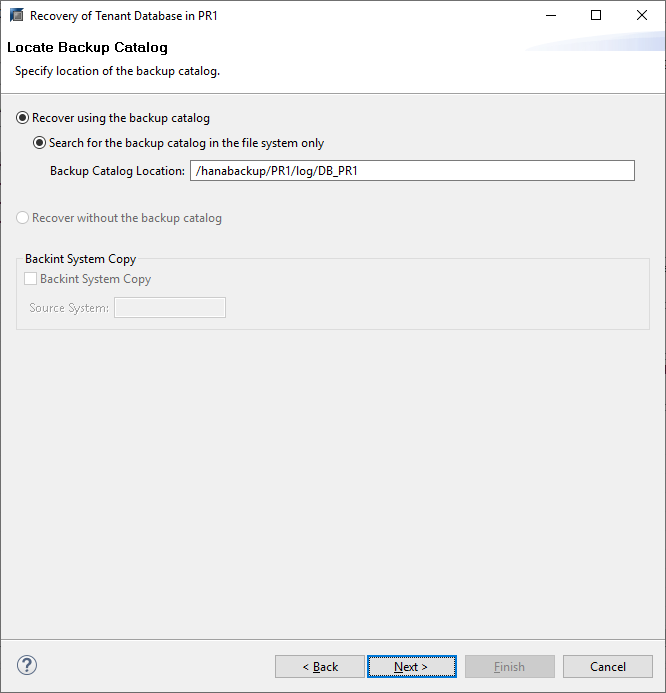 Recovery of Tenant Database in PR1
Locate Backup Catalog
Specify location of the backup catalog.
Recover using the backup catalog
Search for the backup catalog in the file system only
Backup Catalog Location: /hanabackup/PR1/log/DB_PR1
Recover without the backup catalog
Backint System Copy
Backint System Copy
Source System:
?
< Back Next > Finish Cancel